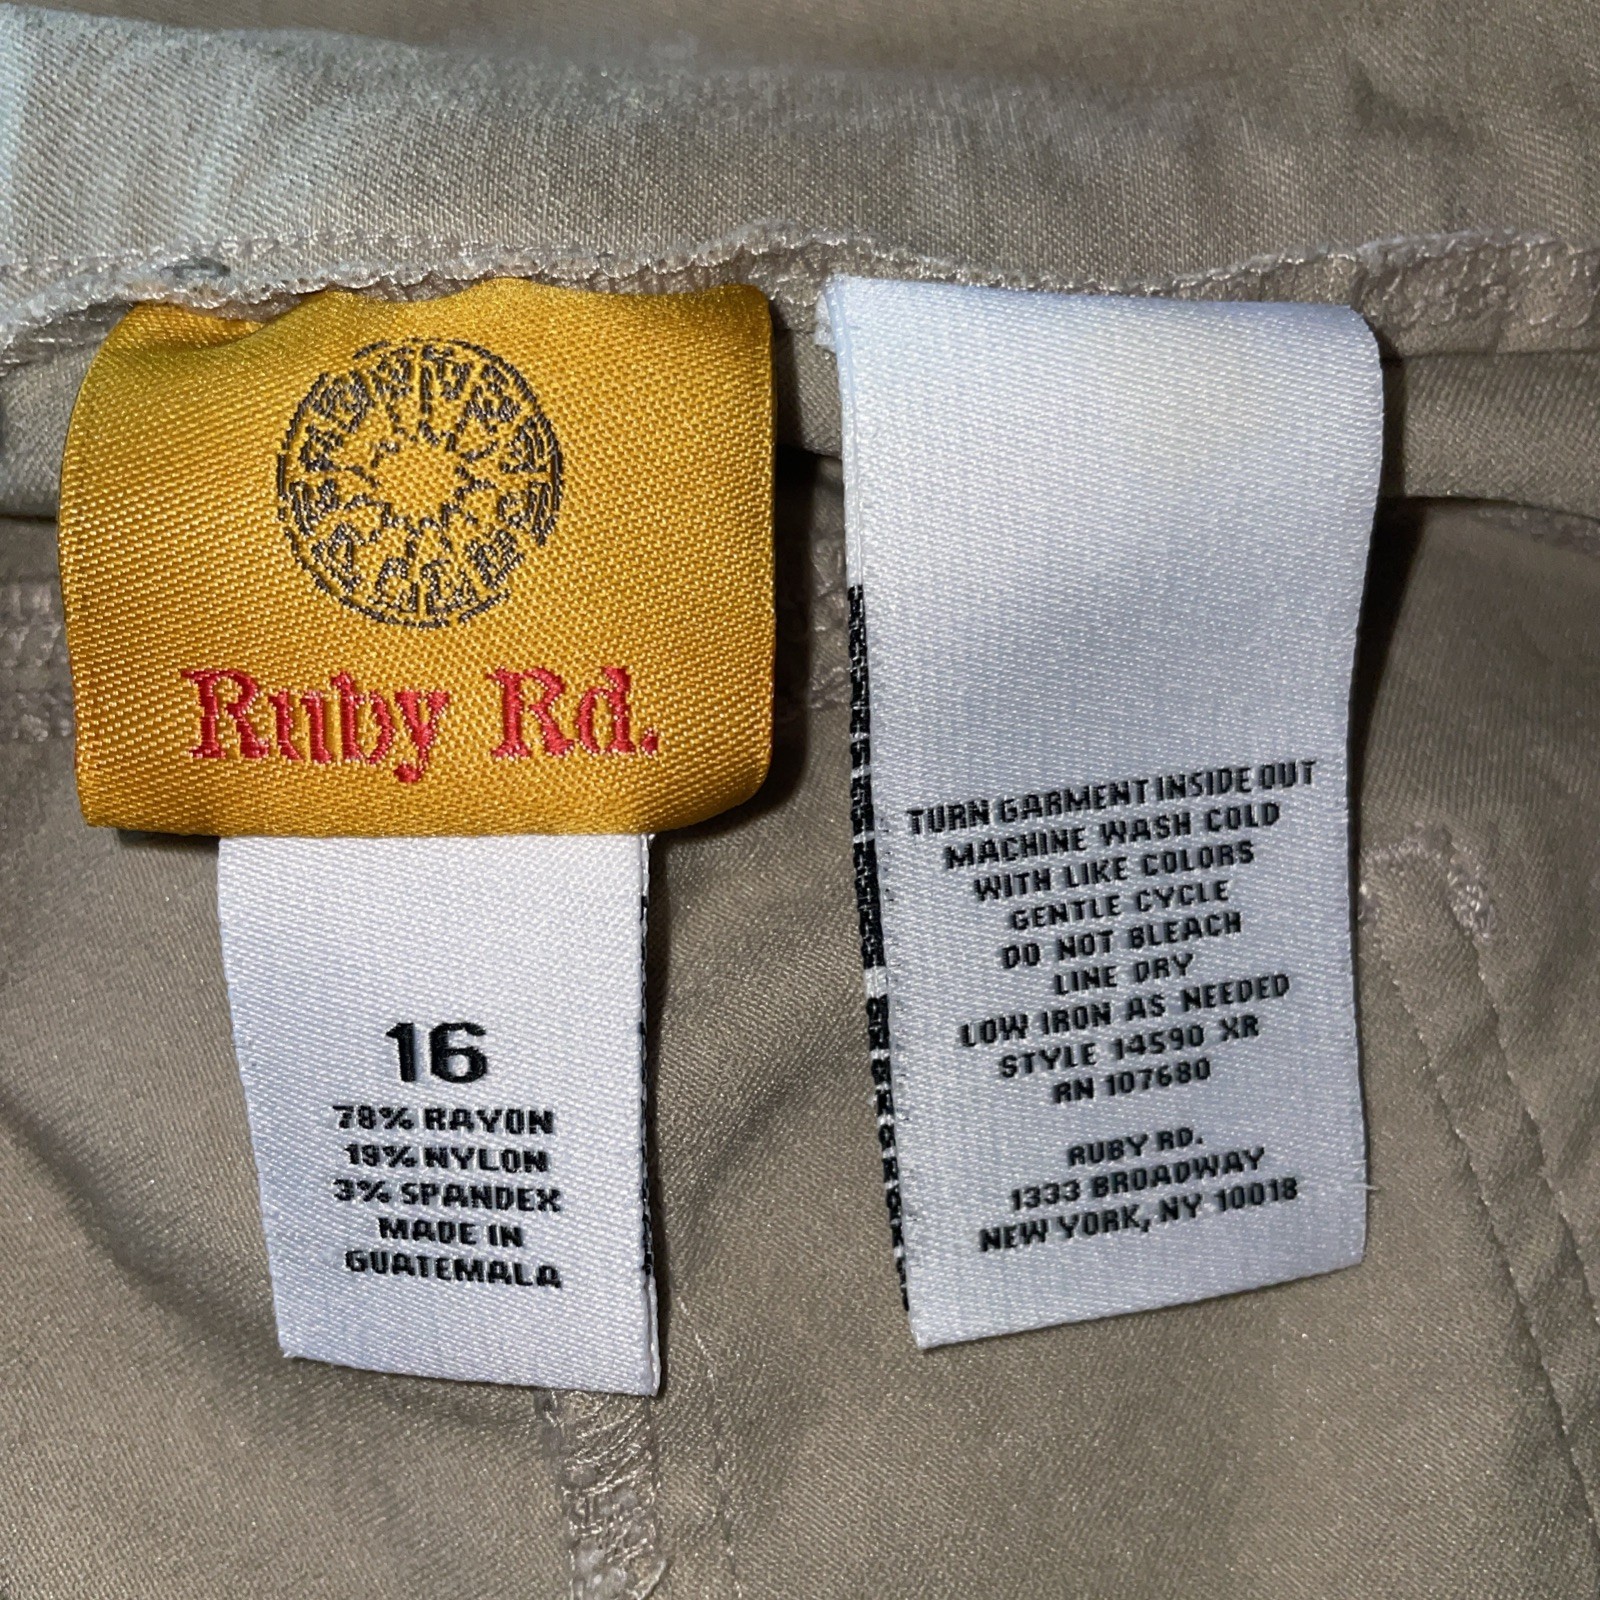 Ruby Rd.
16
78% RAYON
19% NYLON
3% SPANDEX
MADE IN
GUATEMALA
TURN GARMENT INSIDE OUT
MACHINE WASH COLD
WITH LIKE COLORS
GENTLE CYCLE
DO NOT BLEACH
LINE DRY
LOW IRON AS NEEDED
STYLE 14590 XR
RN 107680
RUBY RD.
1333 BROADWAY
NEW YORK, NY 10018